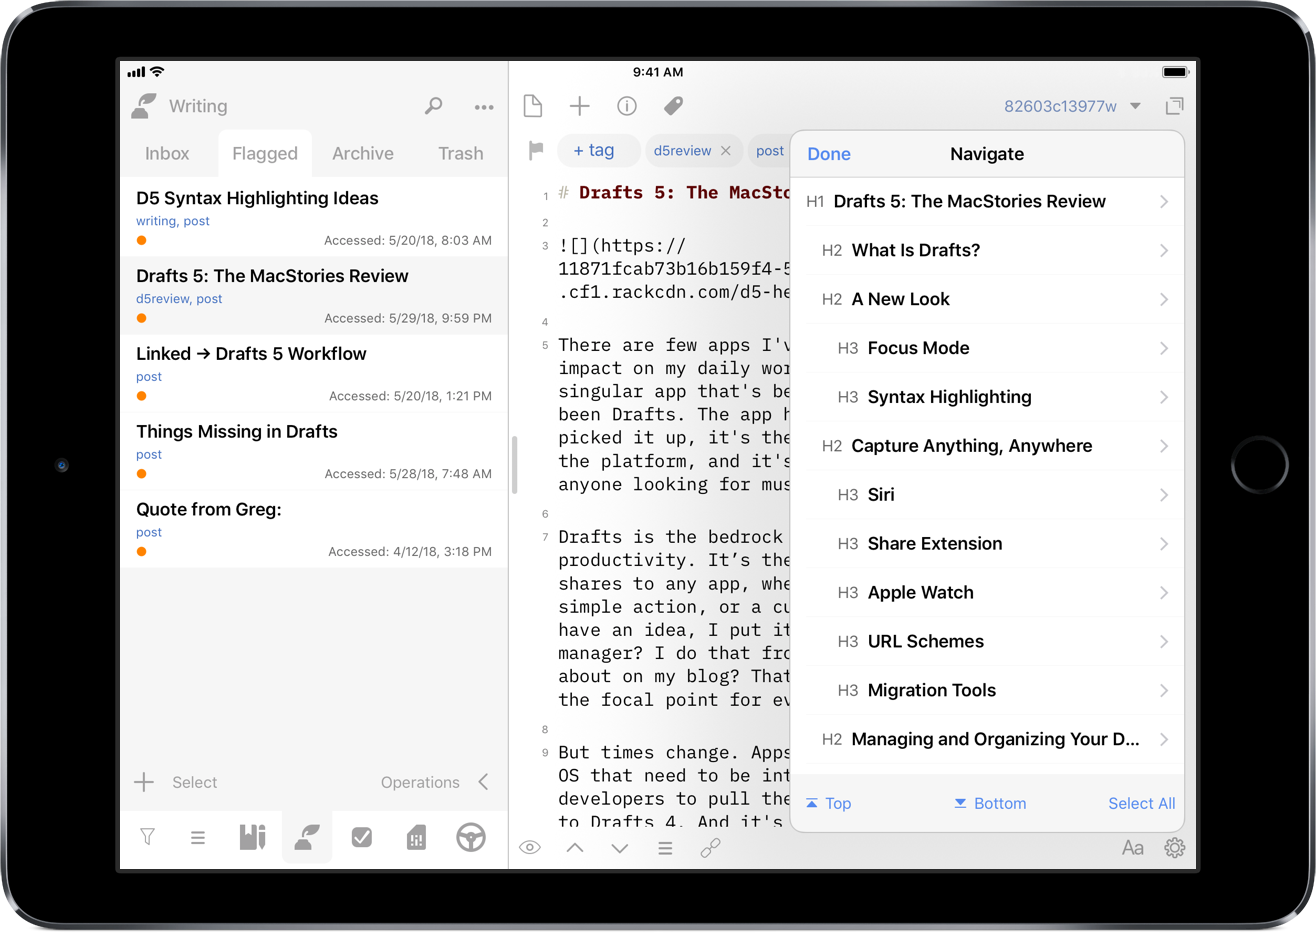 9:41 AM
Writing
Inbox
Flagged
Archive
Trash
D5 Syntax Highlighting Ideas
writing, post
Accessed: 5/20/18, 8:03 AM
Drafts 5: The MacStories Review
d5review, post
Accessed: 5/29/18, 9:59 PM
Linked → Drafts 5 Workflow
post
Accessed: 5/20/18, 1:21 PM
Things Missing in Drafts
post
Accessed: 5/28/18, 7:48 AM
Quote from Greg:
post
Accessed: 4/12/18, 3:18 PM
Select
Operations
82603c13977w
+ tag
d5review
post
1 # Drafts 5: The MacSto
2
3 ![](https://
11871fcab73b16b159f4-5
.cf1.rackcdn.com/d5-he
4
5 There are few apps I'v
impact on my daily wor
singular app that's be
been Drafts. The app h
picked it up, it's the
the platform, and it's
anyone looking for mus
6
7 Drafts is the bedrock
productivity. It’s the
shares to any app, whe
simple action, or a cu
have an idea, I put it
manager? I do that fro
about on my blog? That
the focal point for ev
8
9 But times change. Apps
OS that need to be int
developers to pull the
to Drafts 4. And it's
Aa
Done
Navigate
H1 Drafts 5: The MacStories Review
H2 What Is Drafts?
H2 A New Look
H3 Focus Mode
H3 Syntax Highlighting
H2 Capture Anything, Anywhere
H3 Siri
H3 Share Extension
H3 Apple Watch
H3 URL Schemes
H3 Migration Tools
H2 Managing and Organizing Your D...
Top
Bottom
Select All